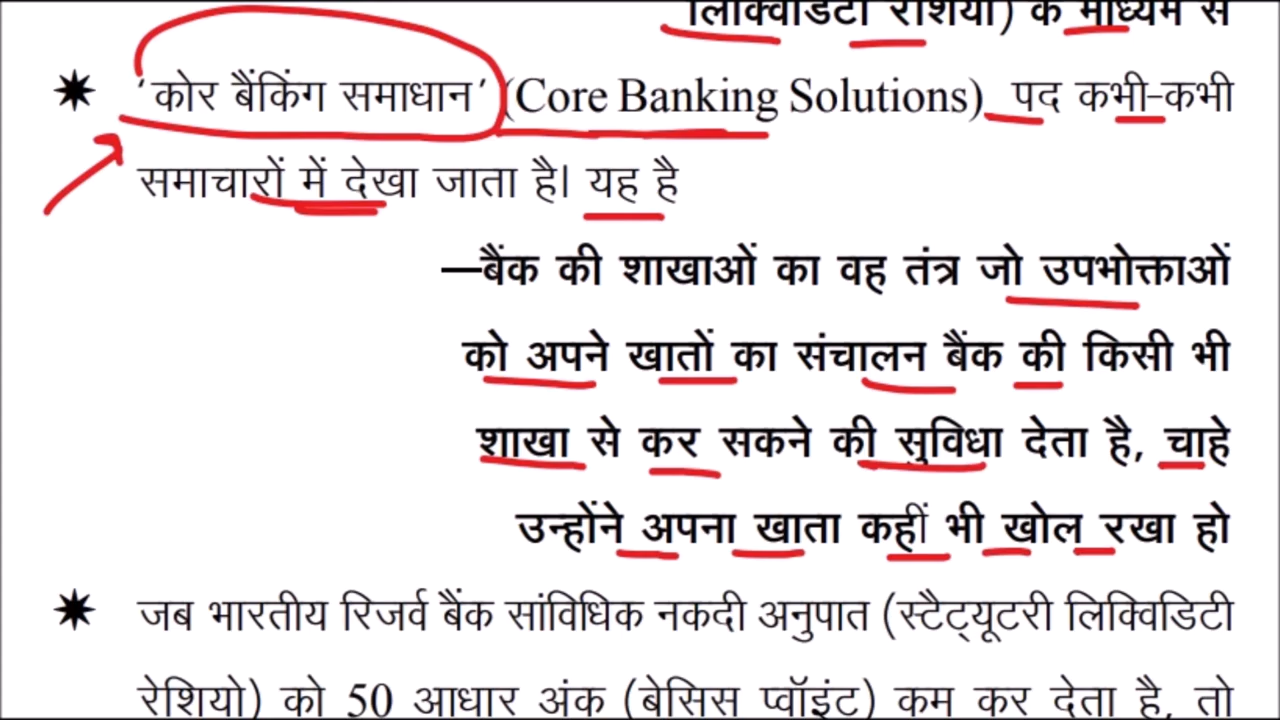 लिक्विडिटी रेशियो) के माध्यम से
✷ 'कोर बैंकिंग समाधान' (Core Banking Solutions) पद कभी-कभी
समाचारों में देखा जाता है। यह है
—बैंक की शाखाओं का वह तंत्र जो उपभोक्ताओं
को अपने खातों का संचालन बैंक की किसी भी
शाखा से कर सकने की सुविधा देता है, चाहे
उन्होंने अपना खाता कहीं भी खोल रखा हो
✷ जब भारतीय रिजर्व बैंक सांविधिक नकदी अनुपात (स्टैट्यूटरी लिक्विडिटी
रेशियो) को 50 आधार अंक (बेसिस प्वॉइंट) कम कर देता है, तो